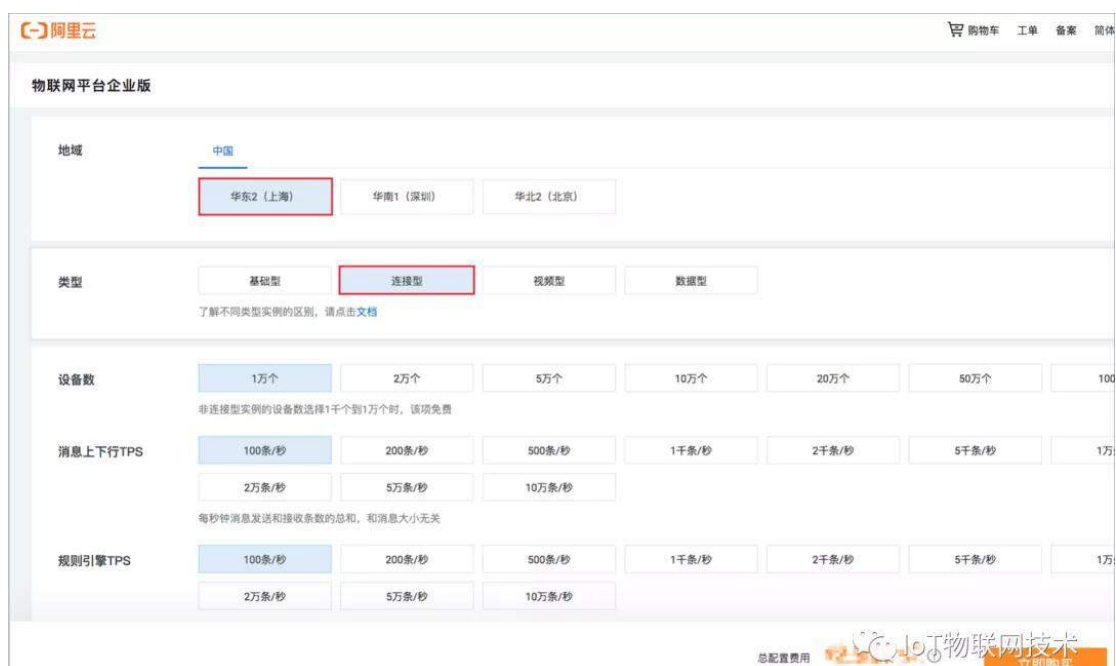 阿里云 购物车 工单 备案 简体
物联网平台企业版
地域 中国
华东2（上海） 华南1（深圳） 华北2（北京）
类型 基础型 连接型 视频型 数据型
了解不同类型实例的区别，请点击文档
设备数 1万个 2万个 5万个 10万个 20万个 50万个 100
非连接型实例的设备数选择1千个到1万个时，该项免费
消息上下行TPS 100条/秒 200条/秒 500条/秒 1千条/秒 2千条/秒 5千条/秒 1万
2万条/秒 5万条/秒 10万条/秒
每秒钟消息发送和接收条数的总和，和消息大小无关
规则引擎TPS 100条/秒 200条/秒 500条/秒 1千条/秒 2千条/秒 5千条/秒 1万
2万条/秒 5万条/秒 10万条/秒
IoT物联网技术
总配置费用 立即购买